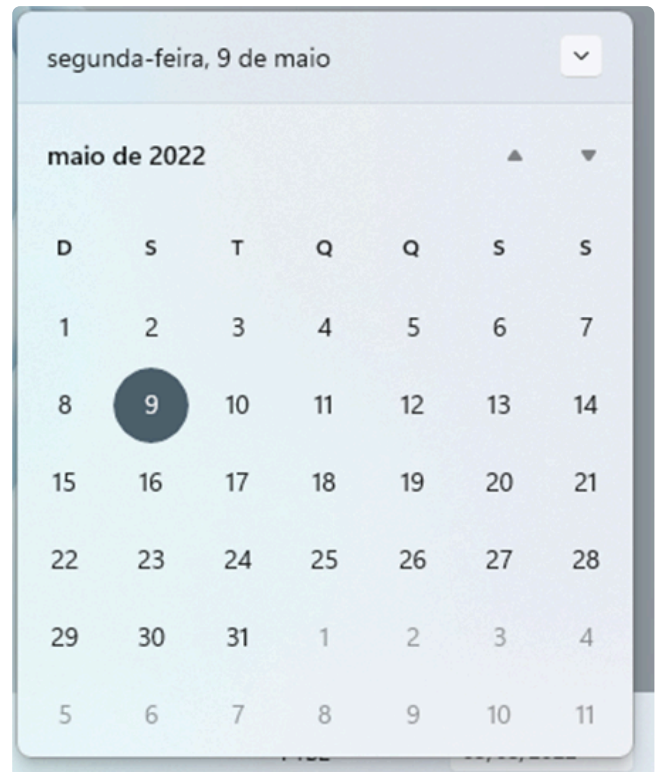 segunda-feira, 9 de maio
maio de 2022
D S T Q Q S S
1 2 3 4 5 6 7
8 9 10 11 12 13 14
15 16 17 18 19 20 21
22 23 24 25 26 27 28
29 30 31 1 2 3 4
5 6 7 8 9 10 11